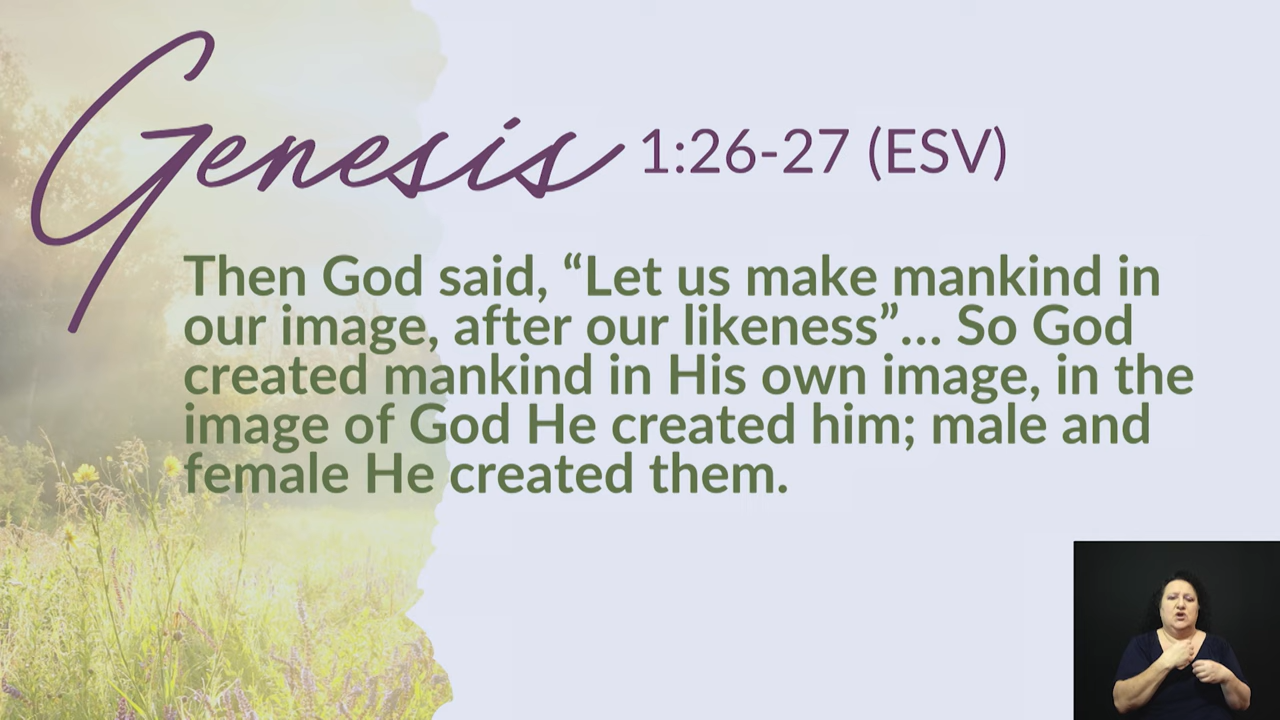 Genesis 1:26-27 (ESV)
Then God said, “Let us make mankind in
our image, after our likeness”... So God
created mankind in His own image, in the
image of God He created him; male and
female He created them.